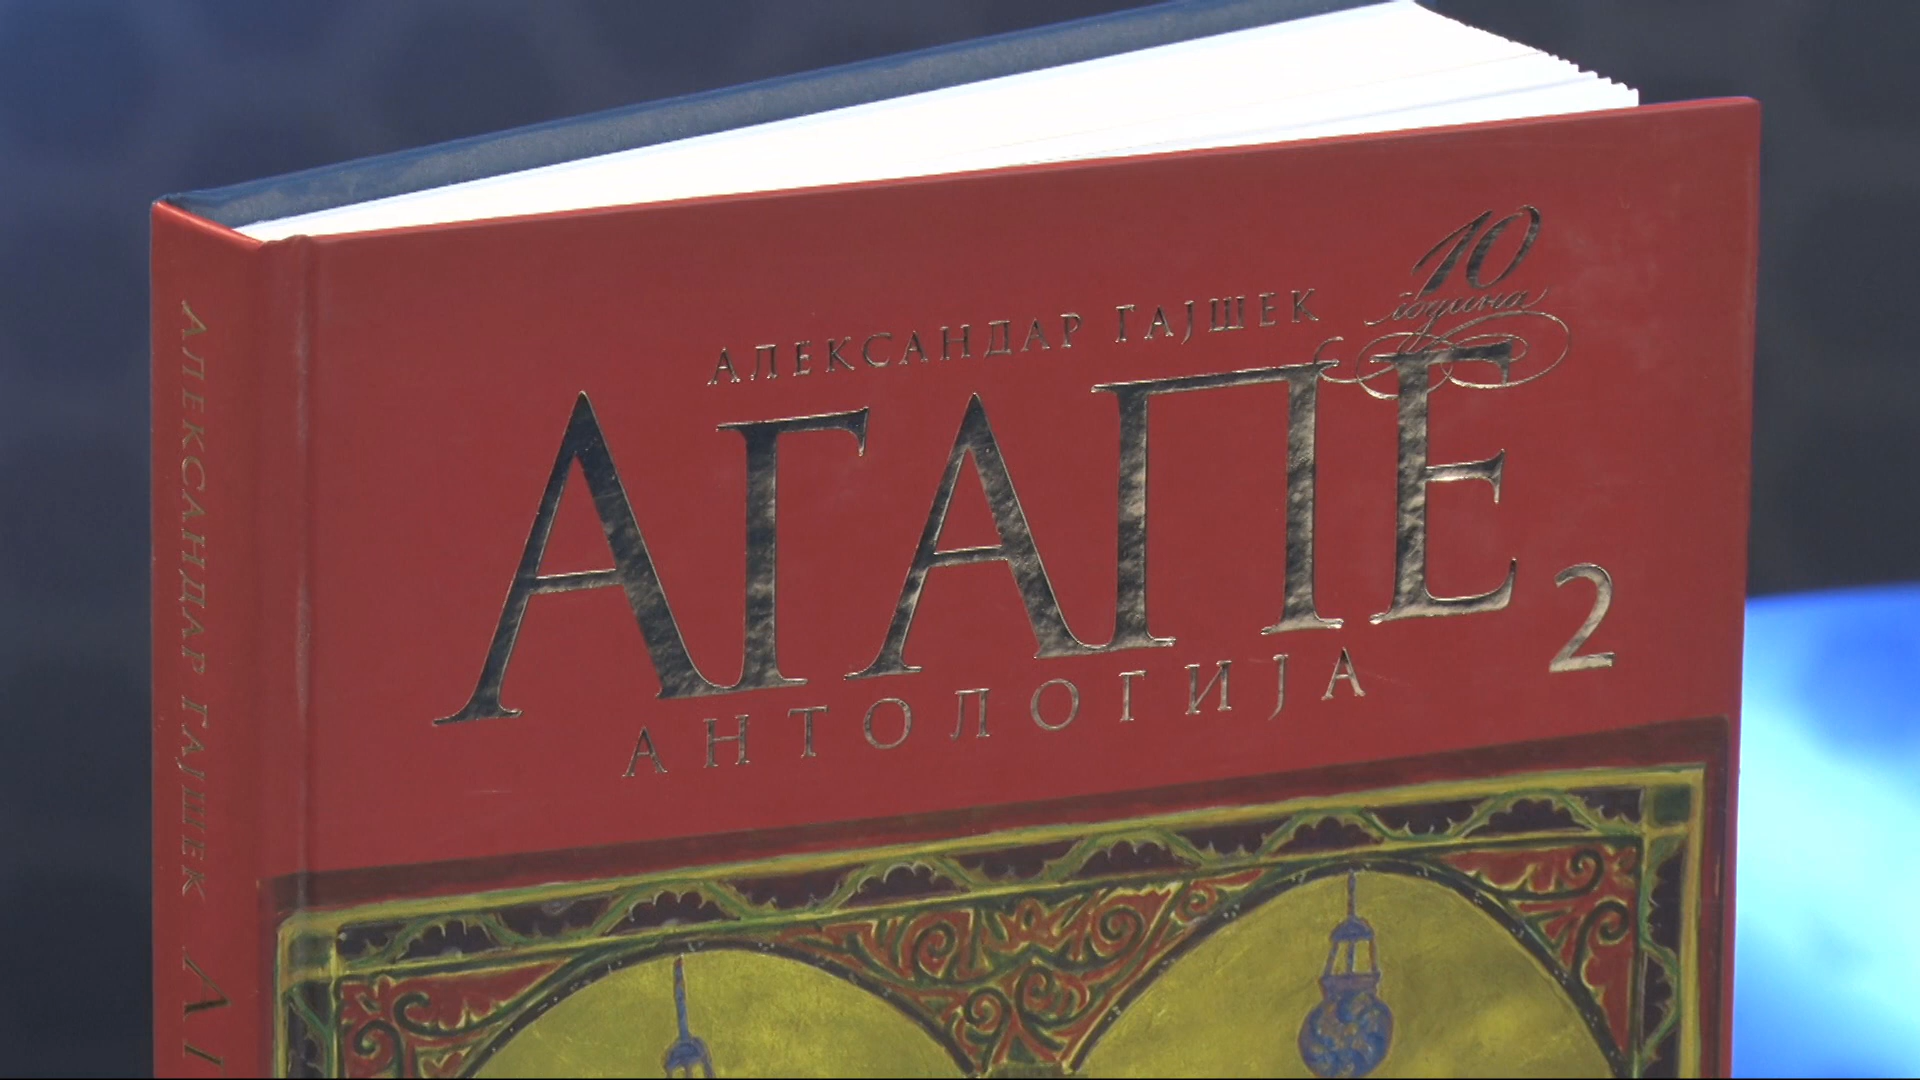 10
година
АЛЕКСАНДАР ГАЈШЕК
АГАПЕ
2
АНТОЛОГИЈА
АЛЕКСАНДАР ГАЈШЕК